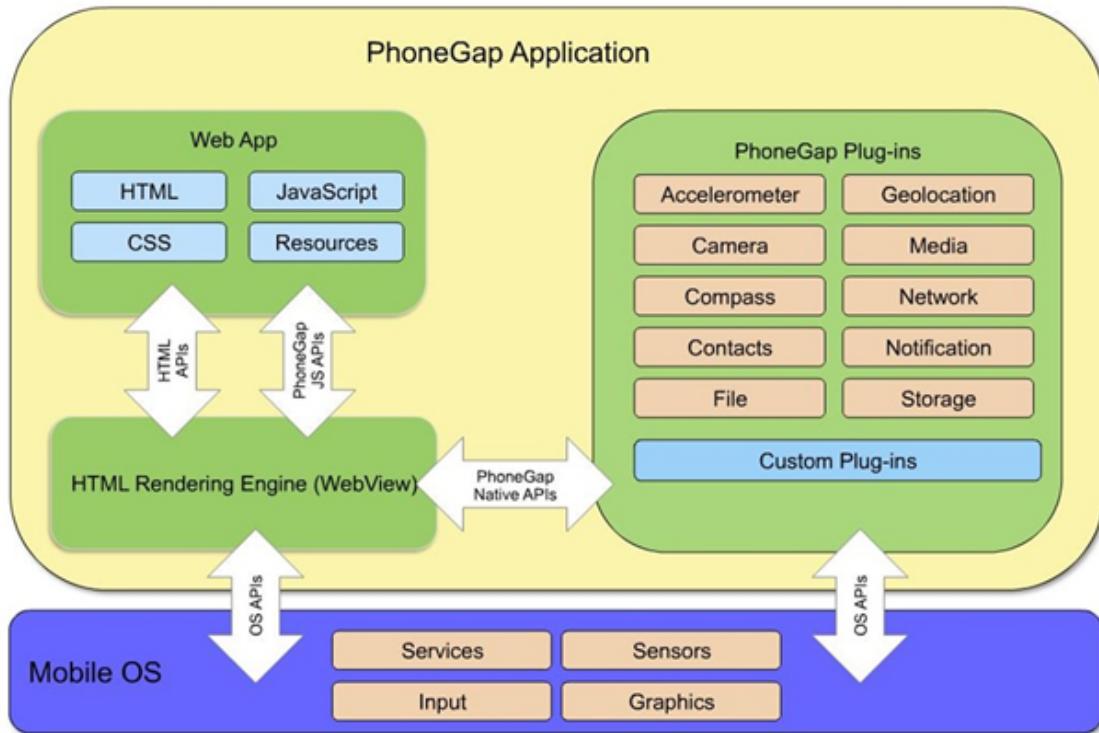 PhoneGap Application
Web App
HTML
JavaScript
CSS
Resources
HTML
APIs
PhoneGap
JS APIs
HTML Rendering Engine (WebView)
PhoneGap
Native APIs
PhoneGap Plug-ins
Accelerometer
Geolocation
Camera
Media
Compass
Network
Contacts
Notification
File
Storage
Custom Plug-ins
OS APIs
OS APIs
Mobile OS
Services
Sensors
Input
Graphics